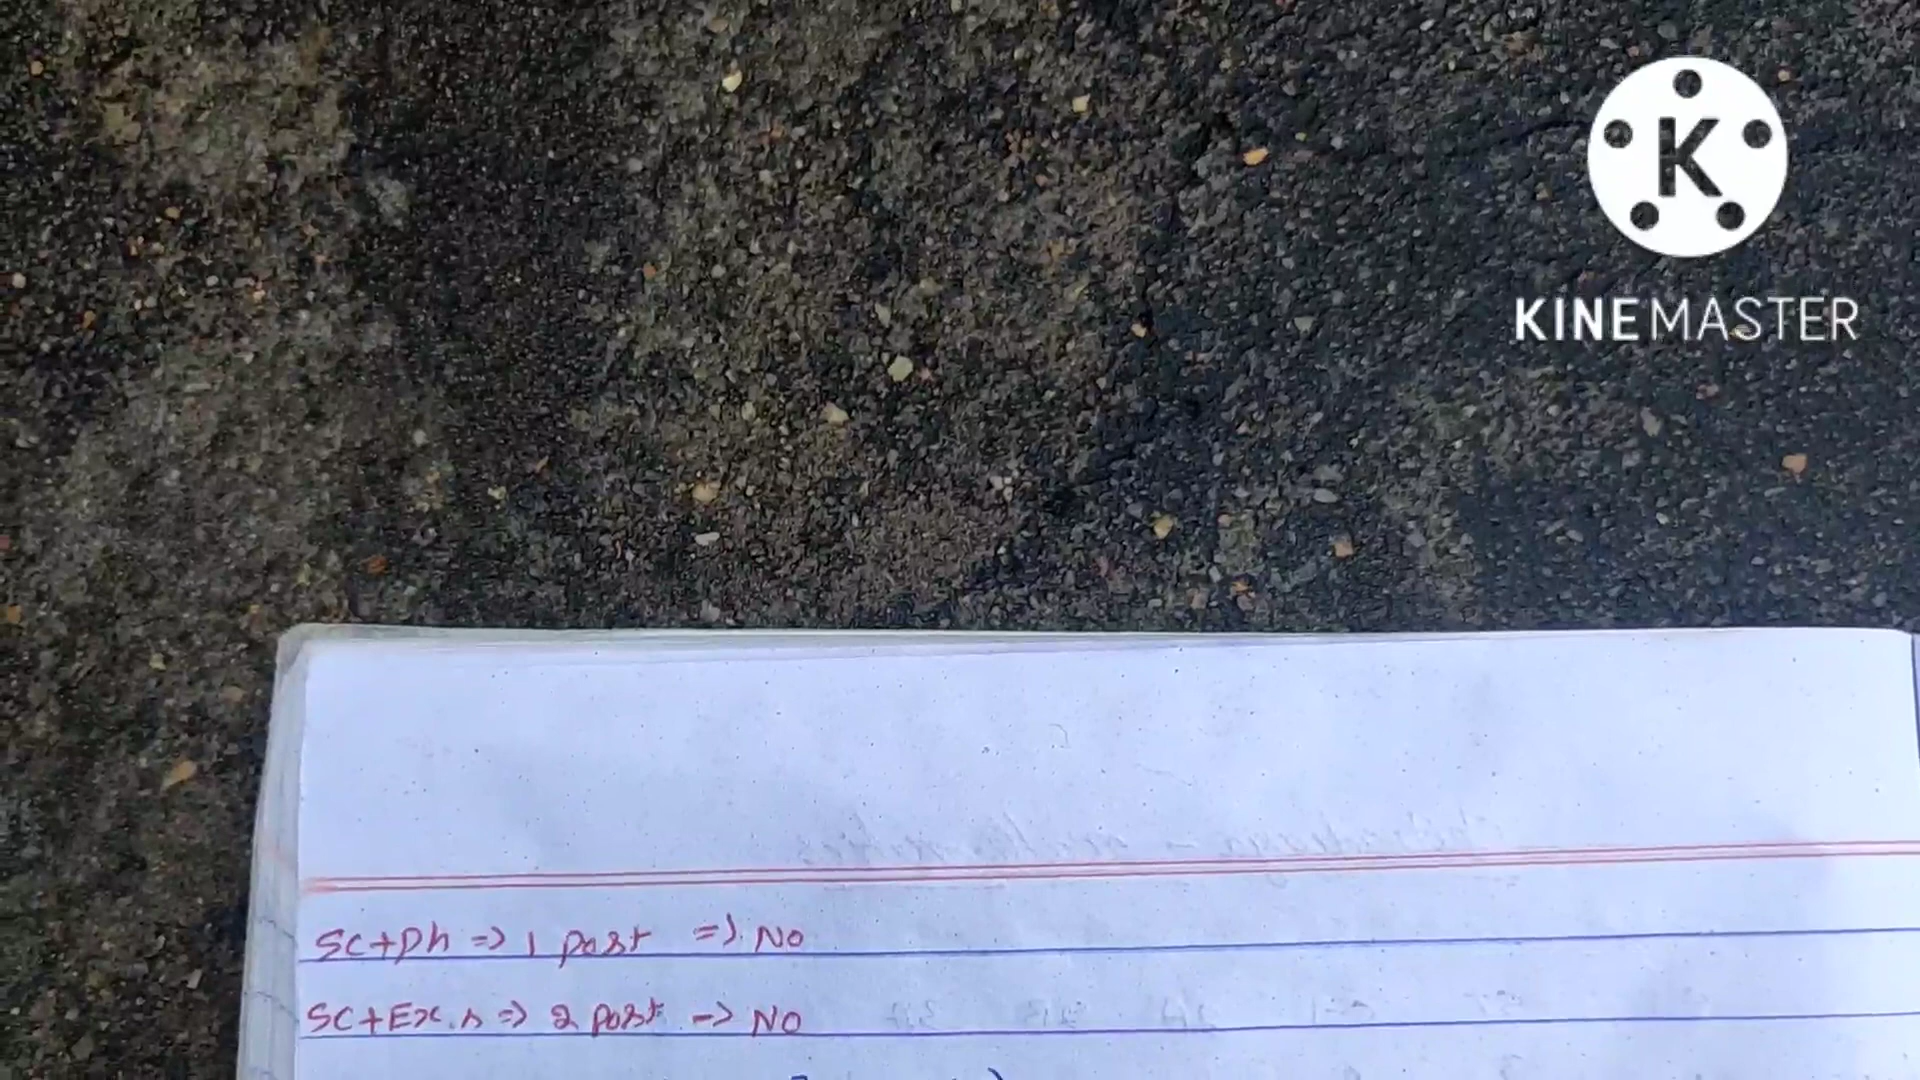 K
KINEMASTER
SC+Ph => 1 post => NO
SC+Ex.s => 2 post -> NO